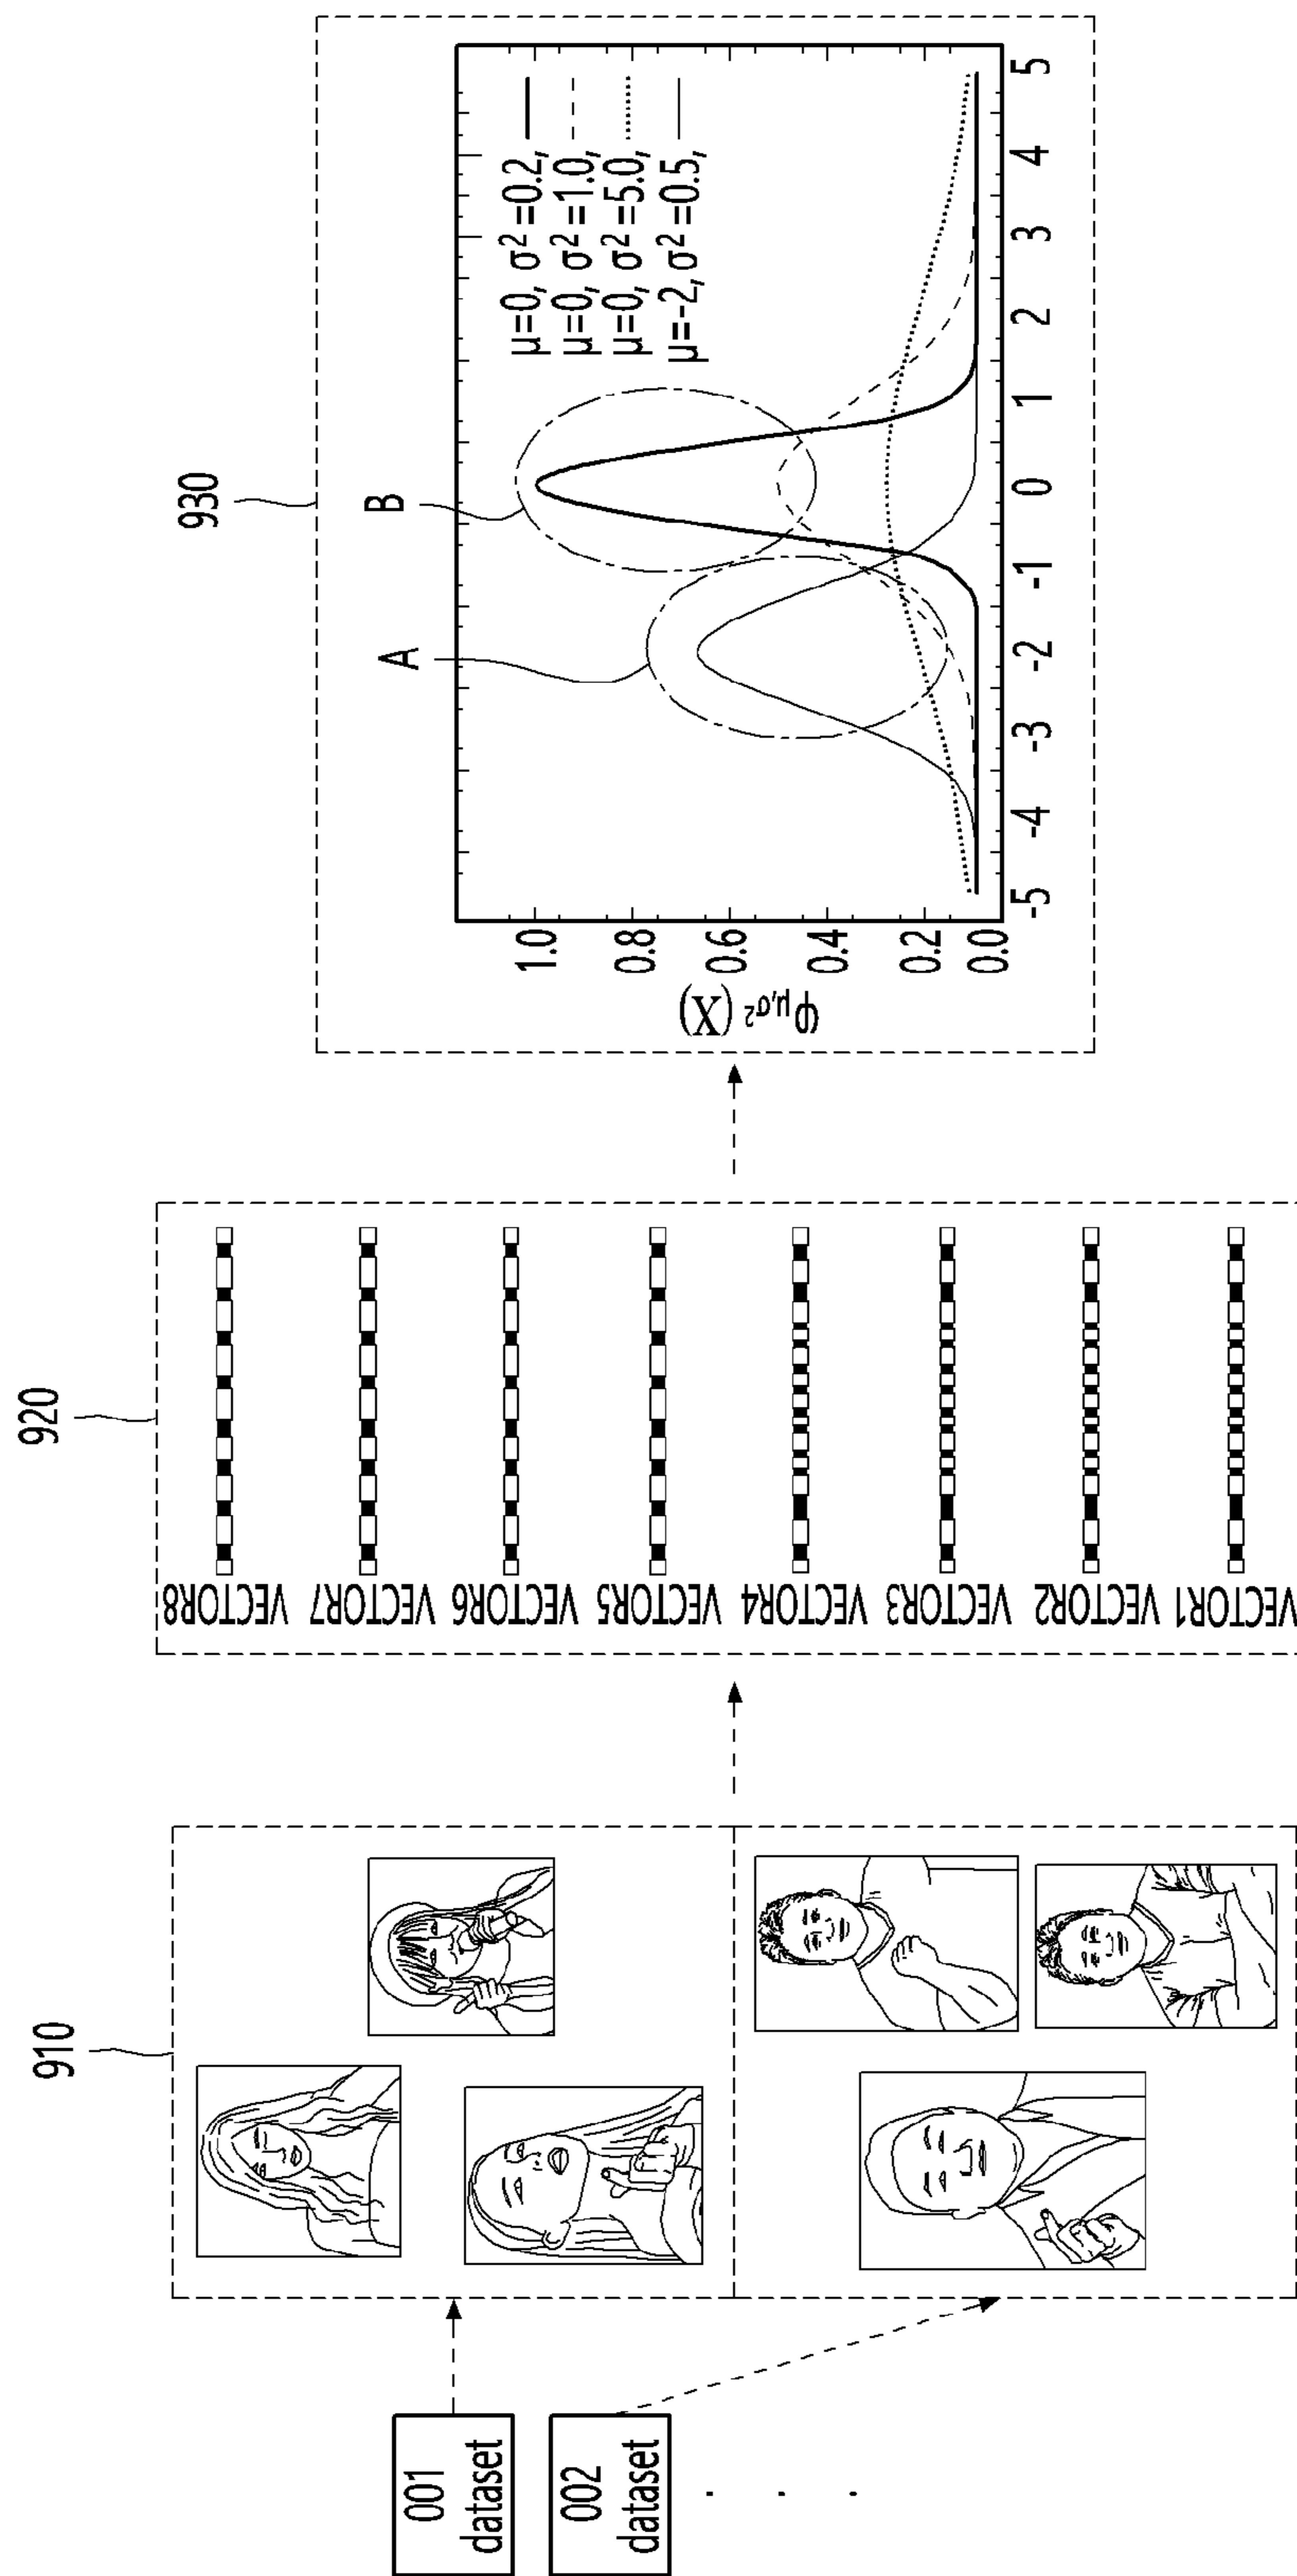 910
920
930
001
dataset
002
dataset
. . .
VECTOR8
VECTOR7
VECTOR6
VECTOR5
VECTOR4
VECTOR3
VECTOR2
VECTOR1
A
B
φμ,σ² (X)
1.0
0.8
0.6
0.4
0.2
0.0
-5 -4 -3 -2 -1 0 1 2 3 4 5
μ=0, σ²=0.2,
μ=0, σ²=1.0,
μ=0, σ²=5.0,
μ=-2, σ²=0.5,